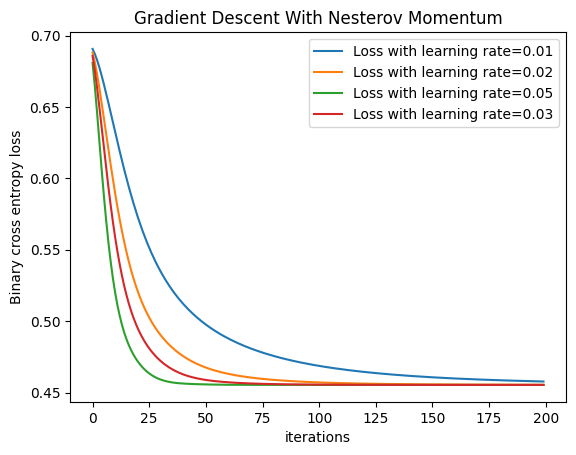 Gradient Descent With Nesterov Momentum
Loss with learning rate=0.01
Loss with learning rate=0.02
Loss with learning rate=0.05
Loss with learning rate=0.03
Binary cross entropy loss
0.70
0.65
0.60
0.55
0.50
0.45
0 25 50 75 100 125 150 175 200
iterations